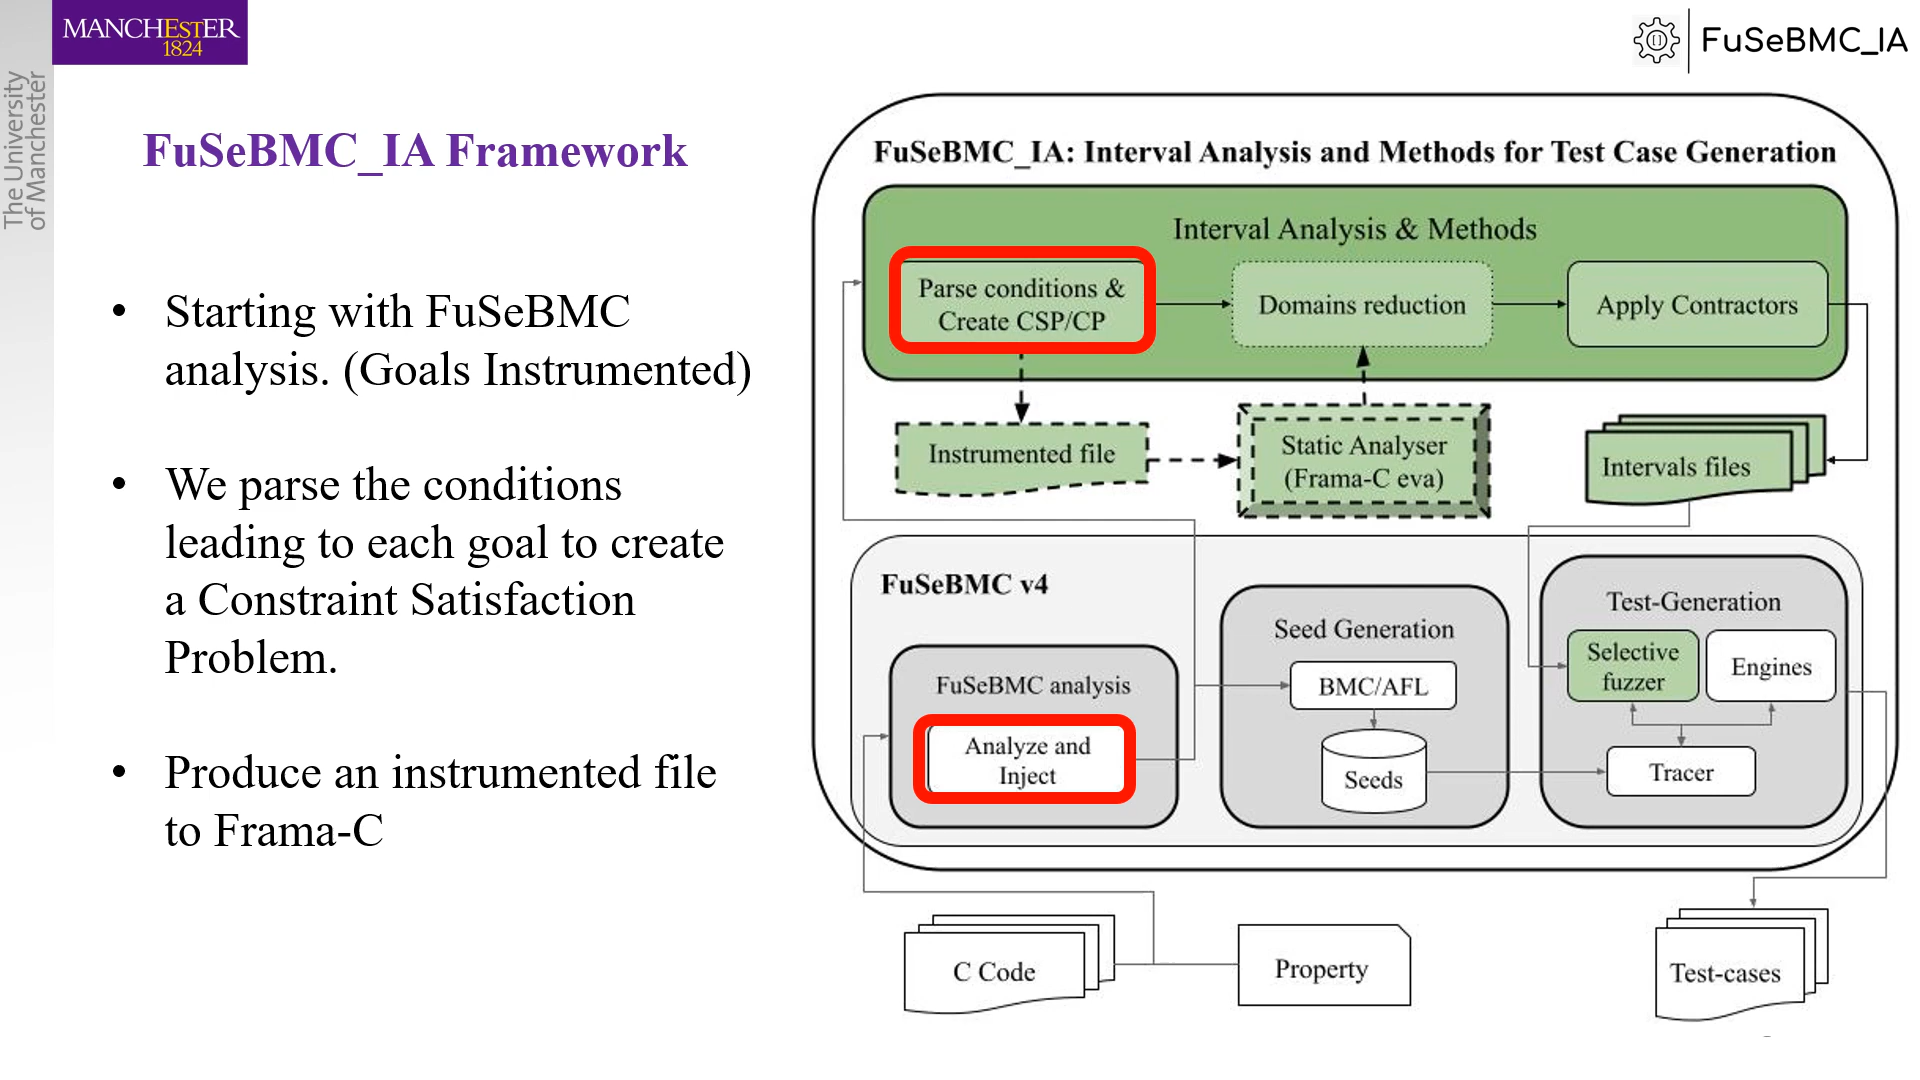 MANCHESTER
1824
The University
of Manchester
FuSeBMC_IA
FuSeBMC_IA Framework
• Starting with FuSeBMC
analysis. (Goals Instrumented)
• We parse the conditions
leading to each goal to create
a Constraint Satisfaction
Problem.
• Produce an instrumented file
to Frama-C
FuSeBMC_IA: Interval Analysis and Methods for Test Case Generation
Interval Analysis & Methods
Parse conditions &
Create CSP/CP
Domains reduction
Apply Contractors
Instrumented file
Static Analyser
(Frama-C eva)
Intervals files
FuSeBMC v4
FuSeBMC analysis
Analyze and
Inject
Seed Generation
BMC/AFL
Seeds
Test-Generation
Selective
fuzzer
Engines
Tracer
C Code
Property
Test-cases